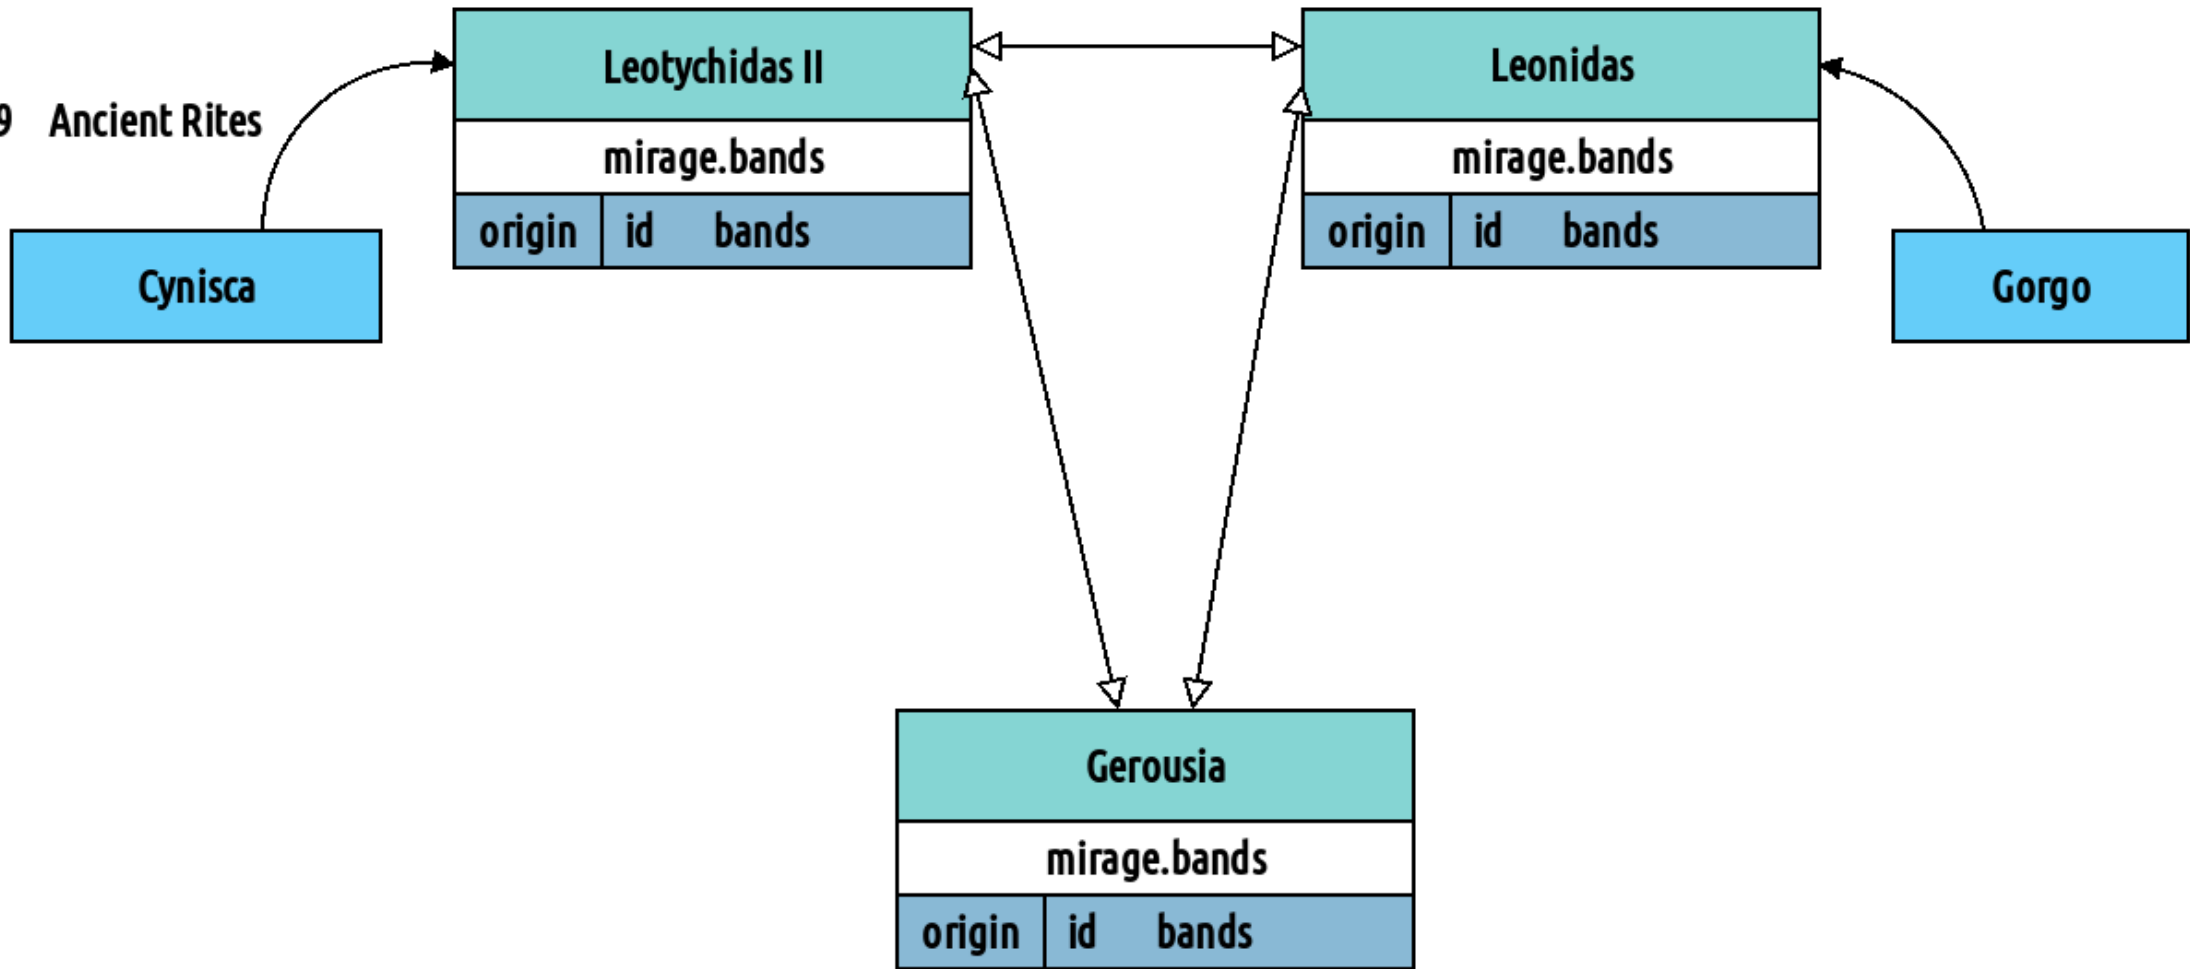 Leotychidas II
Leonidas
9 Ancient Rites
mirage.bands
mirage.bands
origin id bands
origin id bands
Cynisca
Gorgo
Gerousia
mirage.bands
origin id bands